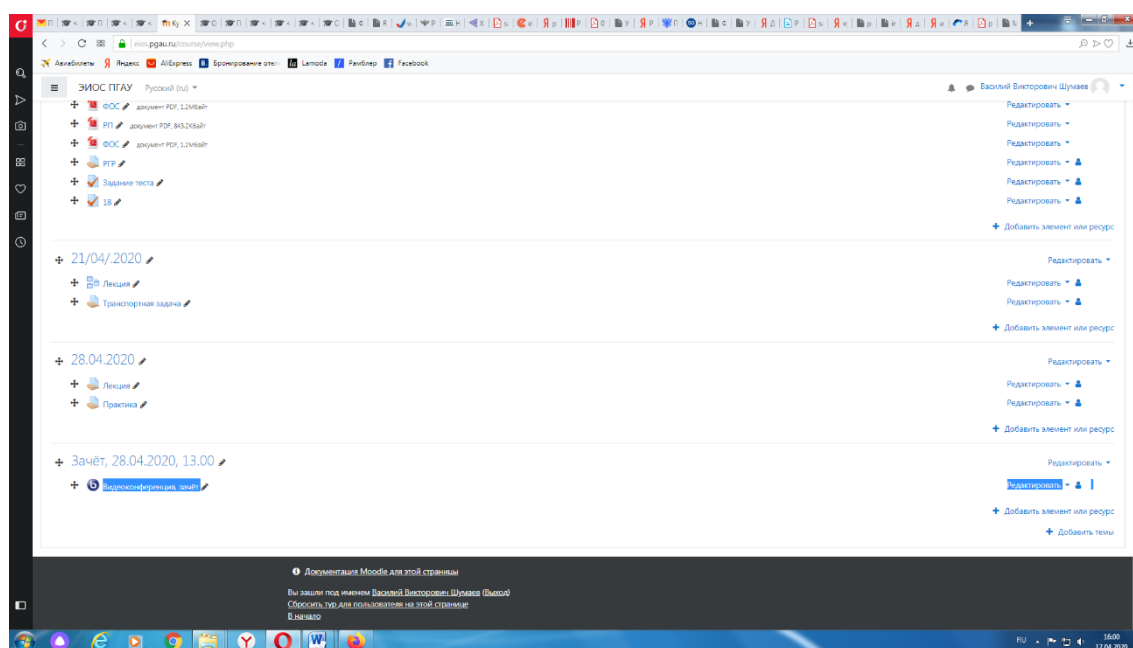 eios.pgau.ru/course/view.php
Авиабилеты Яндекс AliExpress Бронирование отел Lamoda Рамблер Facebook
ЭИОС ПГАУ Русский (ru)
Василий Викторович Шумаев
ФОС документ PDF, 1.2Мбайт Редактировать
РП документ PDF, 843.2Кбайт Редактировать
ФОС документ PDF, 1.2Мбайт Редактировать
РГР Редактировать
Задание теста Редактировать
18 Редактировать
Добавить элемент или ресурс
21/04/.2020 Редактировать
Лекция Редактировать
Транспортная задача Редактировать
Добавить элемент или ресурс
28.04.2020 Редактировать
Лекция Редактировать
Практика Редактировать
Добавить элемент или ресурс
Зачёт, 28.04.2020, 13.00 Редактировать
Видеоконференция, зачёт Редактировать
Добавить элемент или ресурс
Добавить темы
Документация Moodle для этой страницы
Вы зашли под именем Василий Викторович Шумаев (Выход)
Сбросить тур для пользователя на этой странице
В начало
RU 16:00
17.04.2020